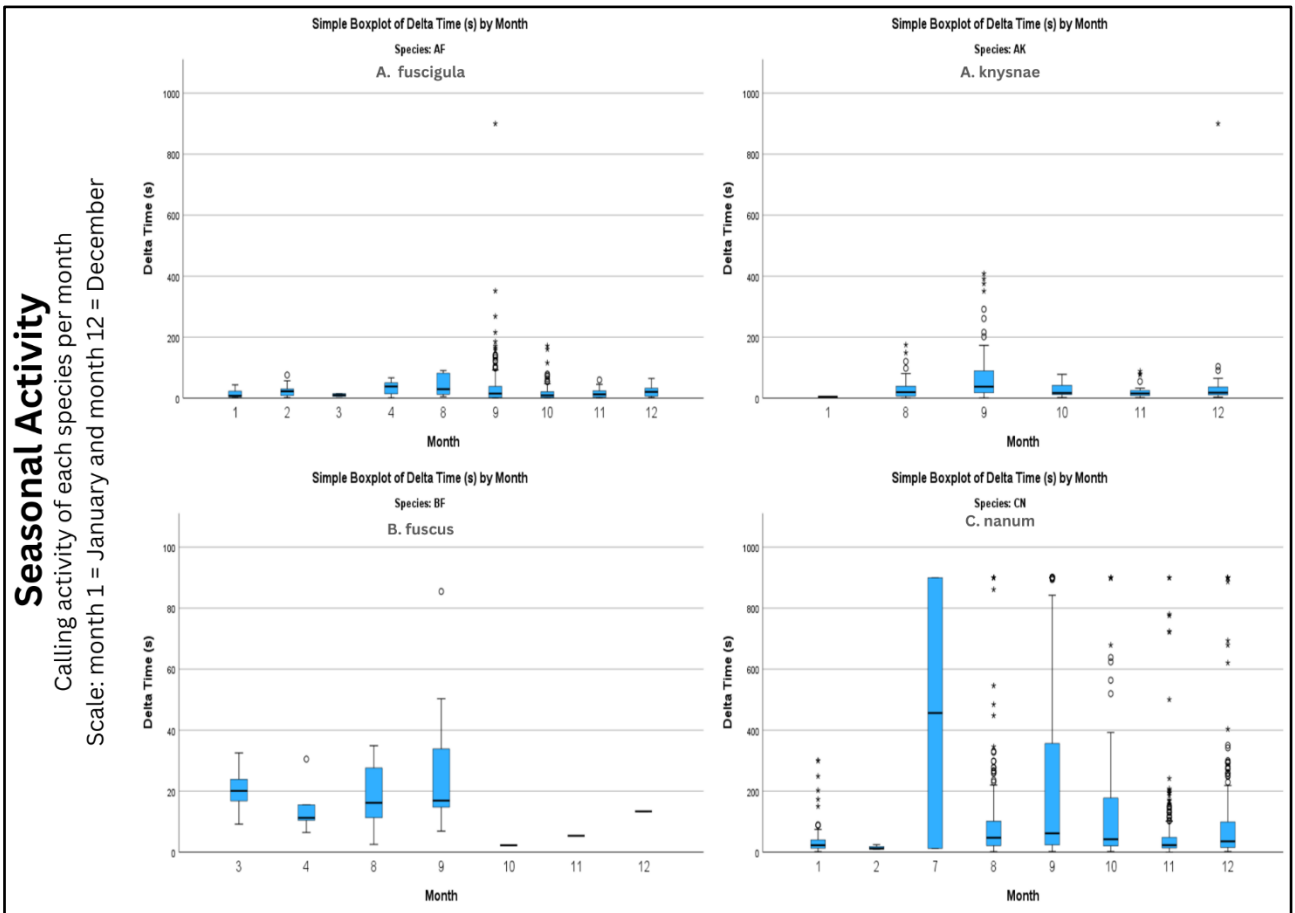 Seasonal Activity
Calling activity of each species per month
Scale: month 1 = January and month 12 = December
Simple Boxplot of Delta Time (s) by Month
Species: AF
A. fuscigula
Delta Time (s)
1000
800
600
400
200
0
1 2 3 4 8 9 10 11 12
Month
Simple Boxplot of Delta Time (s) by Month
Species: AK
A. knysnae
Delta Time (s)
1000
800
600
400
200
0
1 8 9 10 11 12
Month
Simple Boxplot of Delta Time (s) by Month
Species: BF
B. fuscus
Delta Time (s)
100
80
60
40
20
0
3 4 8 9 10 11 12
Month
Simple Boxplot of Delta Time (s) by Month
Species: CN
C. nanum
Delta Time (s)
1000
800
600
400
200
0
1 2 7 8 9 10 11 12
Month